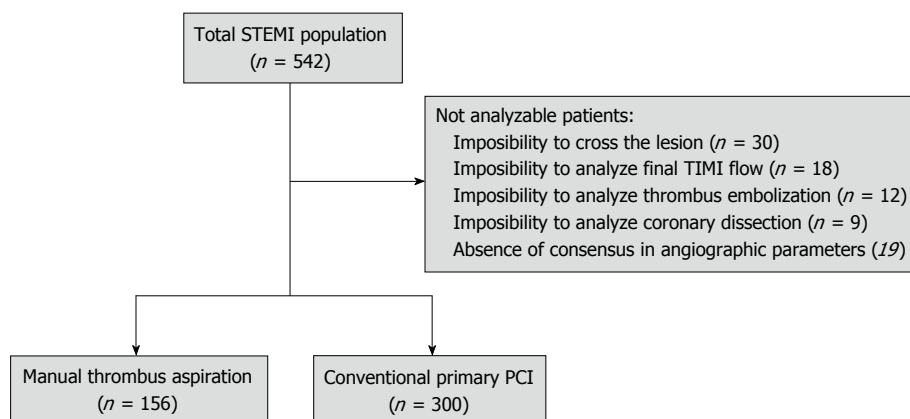 Total STEMI population
(n = 542)
Not analyzable patients:
Imposibility to cross the lesion (n = 30)
Imposibility to analyze final TIMI flow (n = 18)
Imposibility to analyze thrombus embolization (n = 12)
Imposibility to analyze coronary dissection (n = 9)
Absence of consensus in angiographic parameters (19)
Manual thrombus aspiration
(n = 156)
Conventional primary PCI
(n = 300)